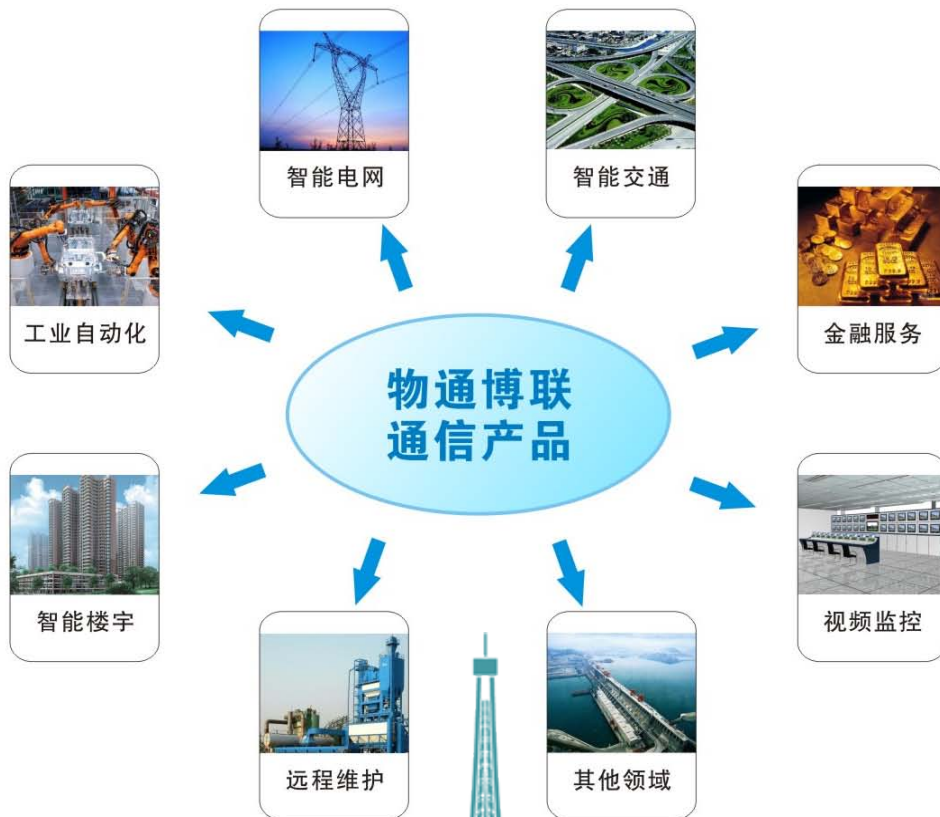 智能电网
智能交通
工业自动化
金融服务
物通博联
通信产品
智能楼宇
视频监控
远程维护
其他领域